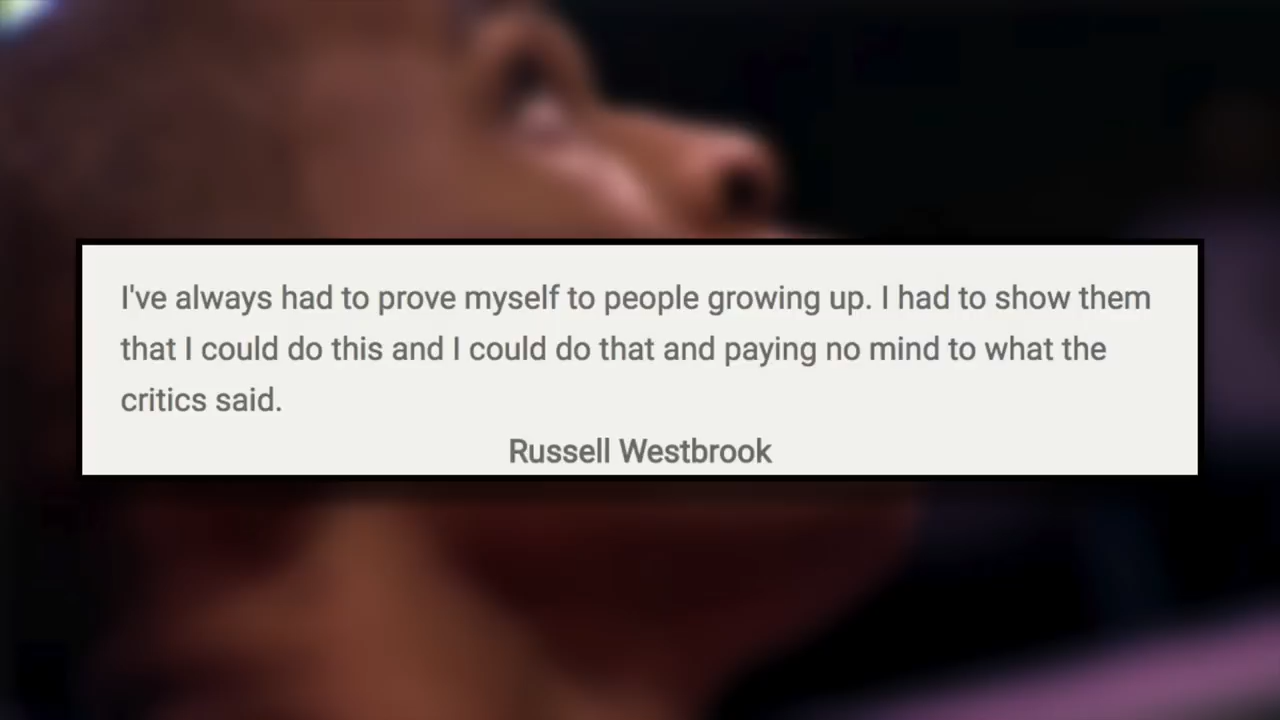 I've always had to prove myself to people growing up. I had to show them
that I could do this and I could do that and paying no mind to what the
critics said.
Russell Westbrook